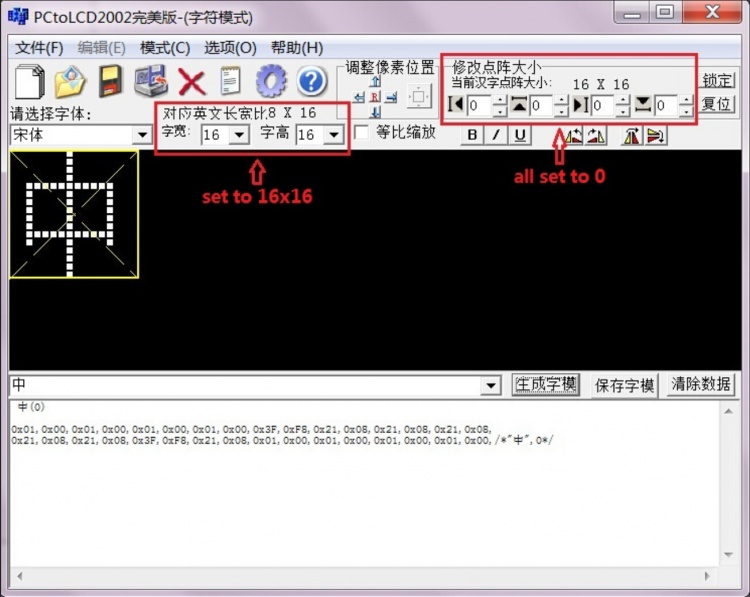 PCtoLCD2002完美版-(字符模式)
文件(F) 编辑(E) 模式(C) 选项(O) 帮助(H)
调整像素位置
修改点阵大小
当前汉字点阵大小: 16 X 16
0 0 0 0
锁定
复位
请选择字体:
宋体
对应英文长宽比8 X 16
字宽: 16 字高 16
等比缩放
B I U
set to 16x16
all set to 0
中
中 生成字模 保存字模 清除数据
中(0)
0x01,0x00,0x01,0x00,0x01,0x00,0x01,0x00,0x3F,0xF8,0x21,0x08,0x21,0x08,0x21,0x08,
0x21,0x08,0x21,0x08,0x3F,0xF8,0x21,0x08,0x01,0x00,0x01,0x00,0x01,0x00,0x01,0x00,/*"中",0*/